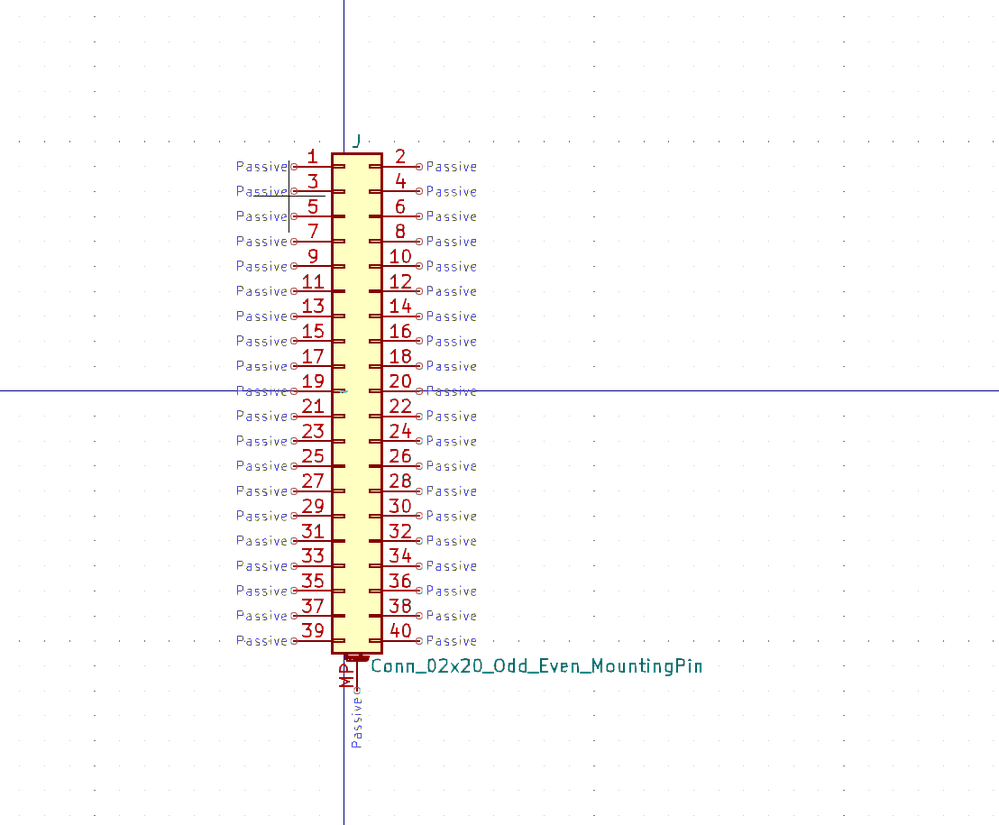 J
Passive 1 2 Passive
Passive 3 4 Passive
Passive 5 6 Passive
Passive 7 8 Passive
Passive 9 10 Passive
Passive 11 12 Passive
Passive 13 14 Passive
Passive 15 16 Passive
Passive 17 18 Passive
Passive 19 20 Passive
Passive 21 22 Passive
Passive 23 24 Passive
Passive 25 26 Passive
Passive 27 28 Passive
Passive 29 30 Passive
Passive 31 32 Passive
Passive 33 34 Passive
Passive 35 36 Passive
Passive 37 38 Passive
Passive 39 40 Passive
Conn_02x20_Odd_Even_MountingPin
MP
Passive